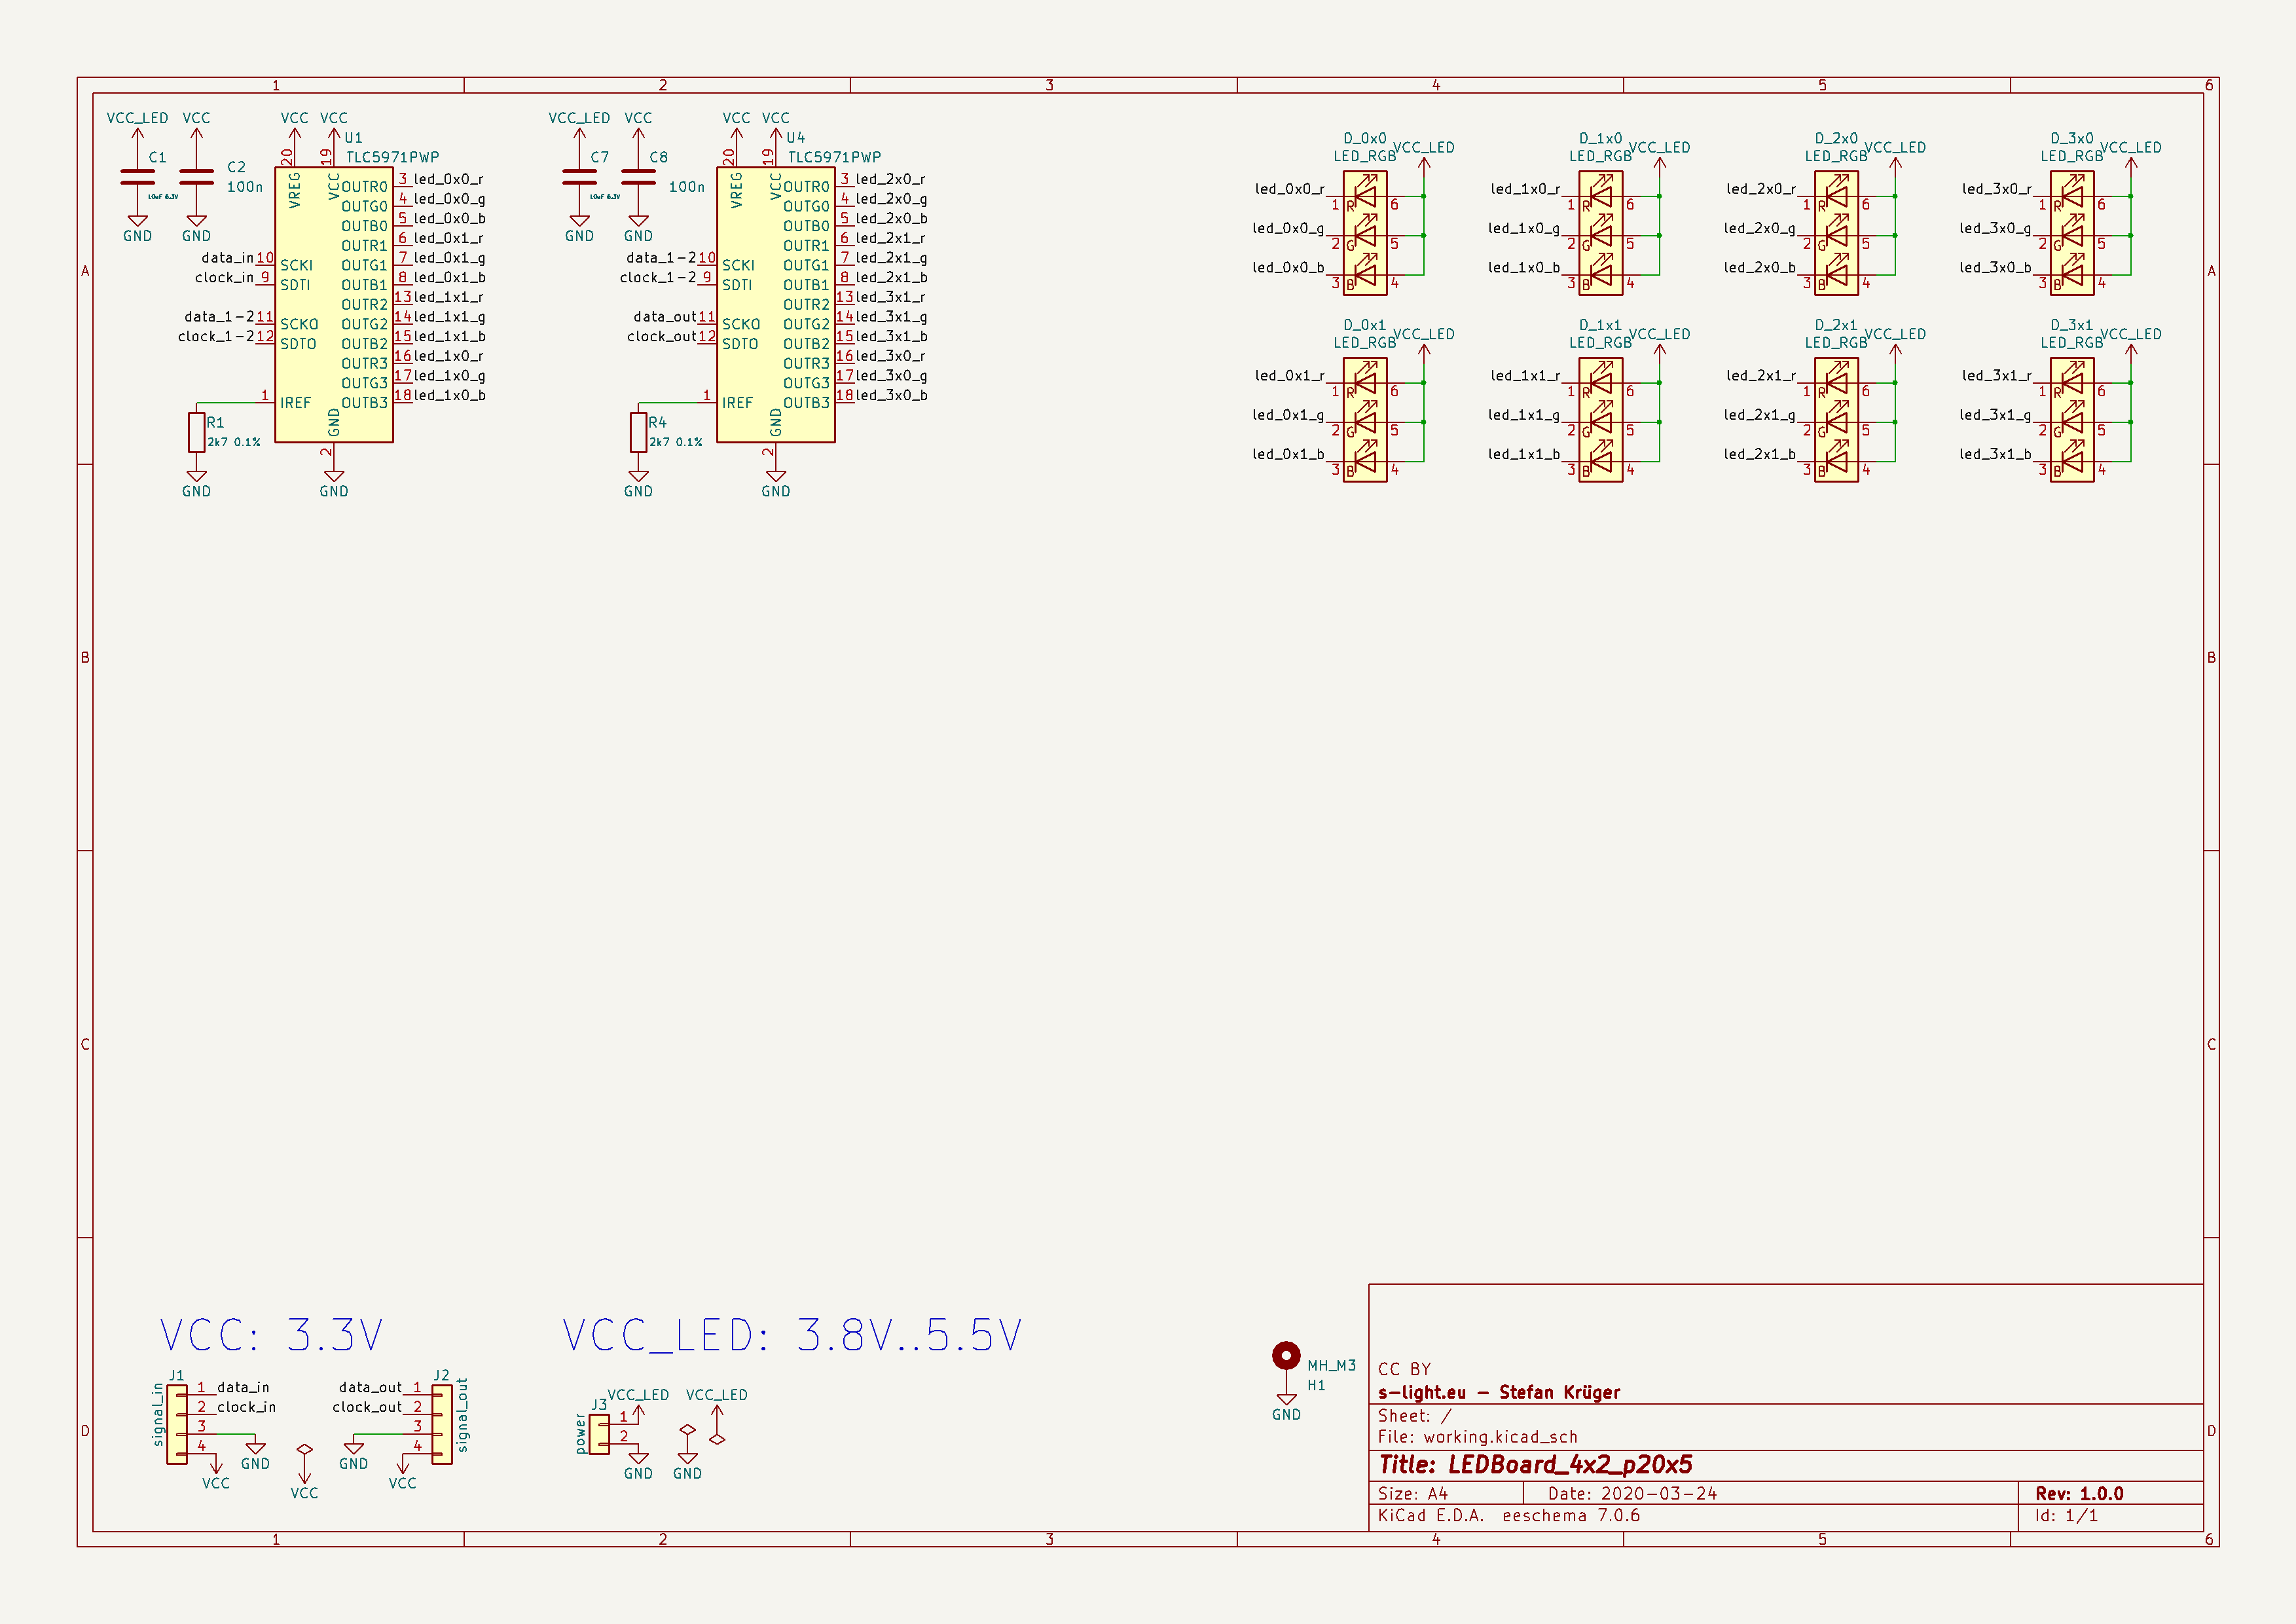 1 2 3 4 5 6
VCC_LED VCC VCC VCC
U1
TLC5971PWP
C1
10uF 6.3V
C2
100n
GND GND
20 19
VREG VCC
OUTR0 3 led_0x0_r
OUTG0 4 led_0x0_g
OUTB0 5 led_0x0_b
OUTR1 6 led_0x1_r
data_in 10 SCKI OUTG1 7 led_0x1_g
clock_in 9 SDTI OUTB1 8 led_0x1_b
OUTR2 13 led_1x1_r
data_1-2 11 SCKO OUTG2 14 led_1x1_g
clock_1-2 12 SDTO OUTB2 15 led_1x1_b
OUTR3 16 led_1x0_r
OUTG3 17 led_1x0_g
1 IREF OUTB3 18 led_1x0_b
R1
2k7 0.1%
GND
2
GND GND
VCC_LED VCC VCC VCC
U4
TLC5971PWP
C7
10uF 6.3V
C8
100n
GND GND
20 19
VREG VCC
OUTR0 3 led_2x0_r
OUTG0 4 led_2x0_g
OUTB0 5 led_2x0_b
OUTR1 6 led_2x1_r
data_1-2 10 SCKI OUTG1 7 led_2x1_g
clock_1-2 9 SDTI OUTB1 8 led_2x1_b
OUTR2 13 led_3x1_r
data_out 11 SCKO OUTG2 14 led_3x1_g
clock_out 12 SDTO OUTB2 15 led_3x1_b
OUTR3 16 led_3x0_r
OUTG3 17 led_3x0_g
1 IREF OUTB3 18 led_3x0_b
R4
2k7 0.1%
GND
2
GND GND
D_0x0
LED_RGB VCC_LED
led_0x0_r 1 R 6
led_0x0_g 2 G 5
led_0x0_b 3 B 4
D_1x0
LED_RGB VCC_LED
led_1x0_r 1 R 6
led_1x0_g 2 G 5
led_1x0_b 3 B 4
D_2x0
LED_RGB VCC_LED
led_2x0_r 1 R 6
led_2x0_g 2 G 5
led_2x0_b 3 B 4
D_3x0
LED_RGB VCC_LED
led_3x0_r 1 R 6
led_3x0_g 2 G 5
led_3x0_b 3 B 4
D_0x1
LED_RGB VCC_LED
led_0x1_r 1 R 6
led_0x1_g 2 G 5
led_0x1_b 3 B 4
D_1x1
LED_RGB VCC_LED
led_1x1_r 1 R 6
led_1x1_g 2 G 5
led_1x1_b 3 B 4
D_2x1
LED_RGB VCC_LED
led_2x1_r 1 R 6
led_2x1_g 2 G 5
led_2x1_b 3 B 4
D_3x1
LED_RGB VCC_LED
led_3x1_r 1 R 6
led_3x1_g 2 G 5
led_3x1_b 3 B 4
A A
B B
C C
D D
VCC: 3.3V
J1
signal_in
1 data_in
2 clock_in
3
4
GND
VCC
VCC
J2
signal_out
data_out 1
clock_out 2
3
4
GND
VCC
VCC_LED: 3.8V..5.5V
J3
power
VCC_LED VCC_LED
1
2
GND GND
MH_M3
H1
GND
CC BY
s-light.eu - Stefan Krüger
Sheet: /
File: working.kicad_sch
Title: LEDBoard_4x2_p20x5
Size: A4 Date: 2020-03-24 Rev: 1.0.0
KiCad E.D.A. eeschema 7.0.6 Id: 1/1
1 2 3 4 5 6